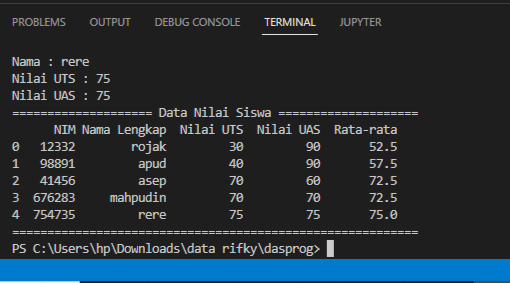 PROBLEMS OUTPUT DEBUG CONSOLE TERMINAL JUPYTER
Nama : rere
Nilai UTS : 75
Nilai UAS : 75
==================== Data Nilai Siswa ====================
NIM Nama Lengkap Nilai UTS Nilai UAS Rata-rata
0 12332 rojak 30 90 52.5
1 98891 apud 40 90 57.5
2 41456 asep 70 60 72.5
3 676283 mahpudin 70 70 72.5
4 754735 rere 75 75 75.0
==========================================================
PS C:\Users\hp\Downloads\data rifky\dasprog>